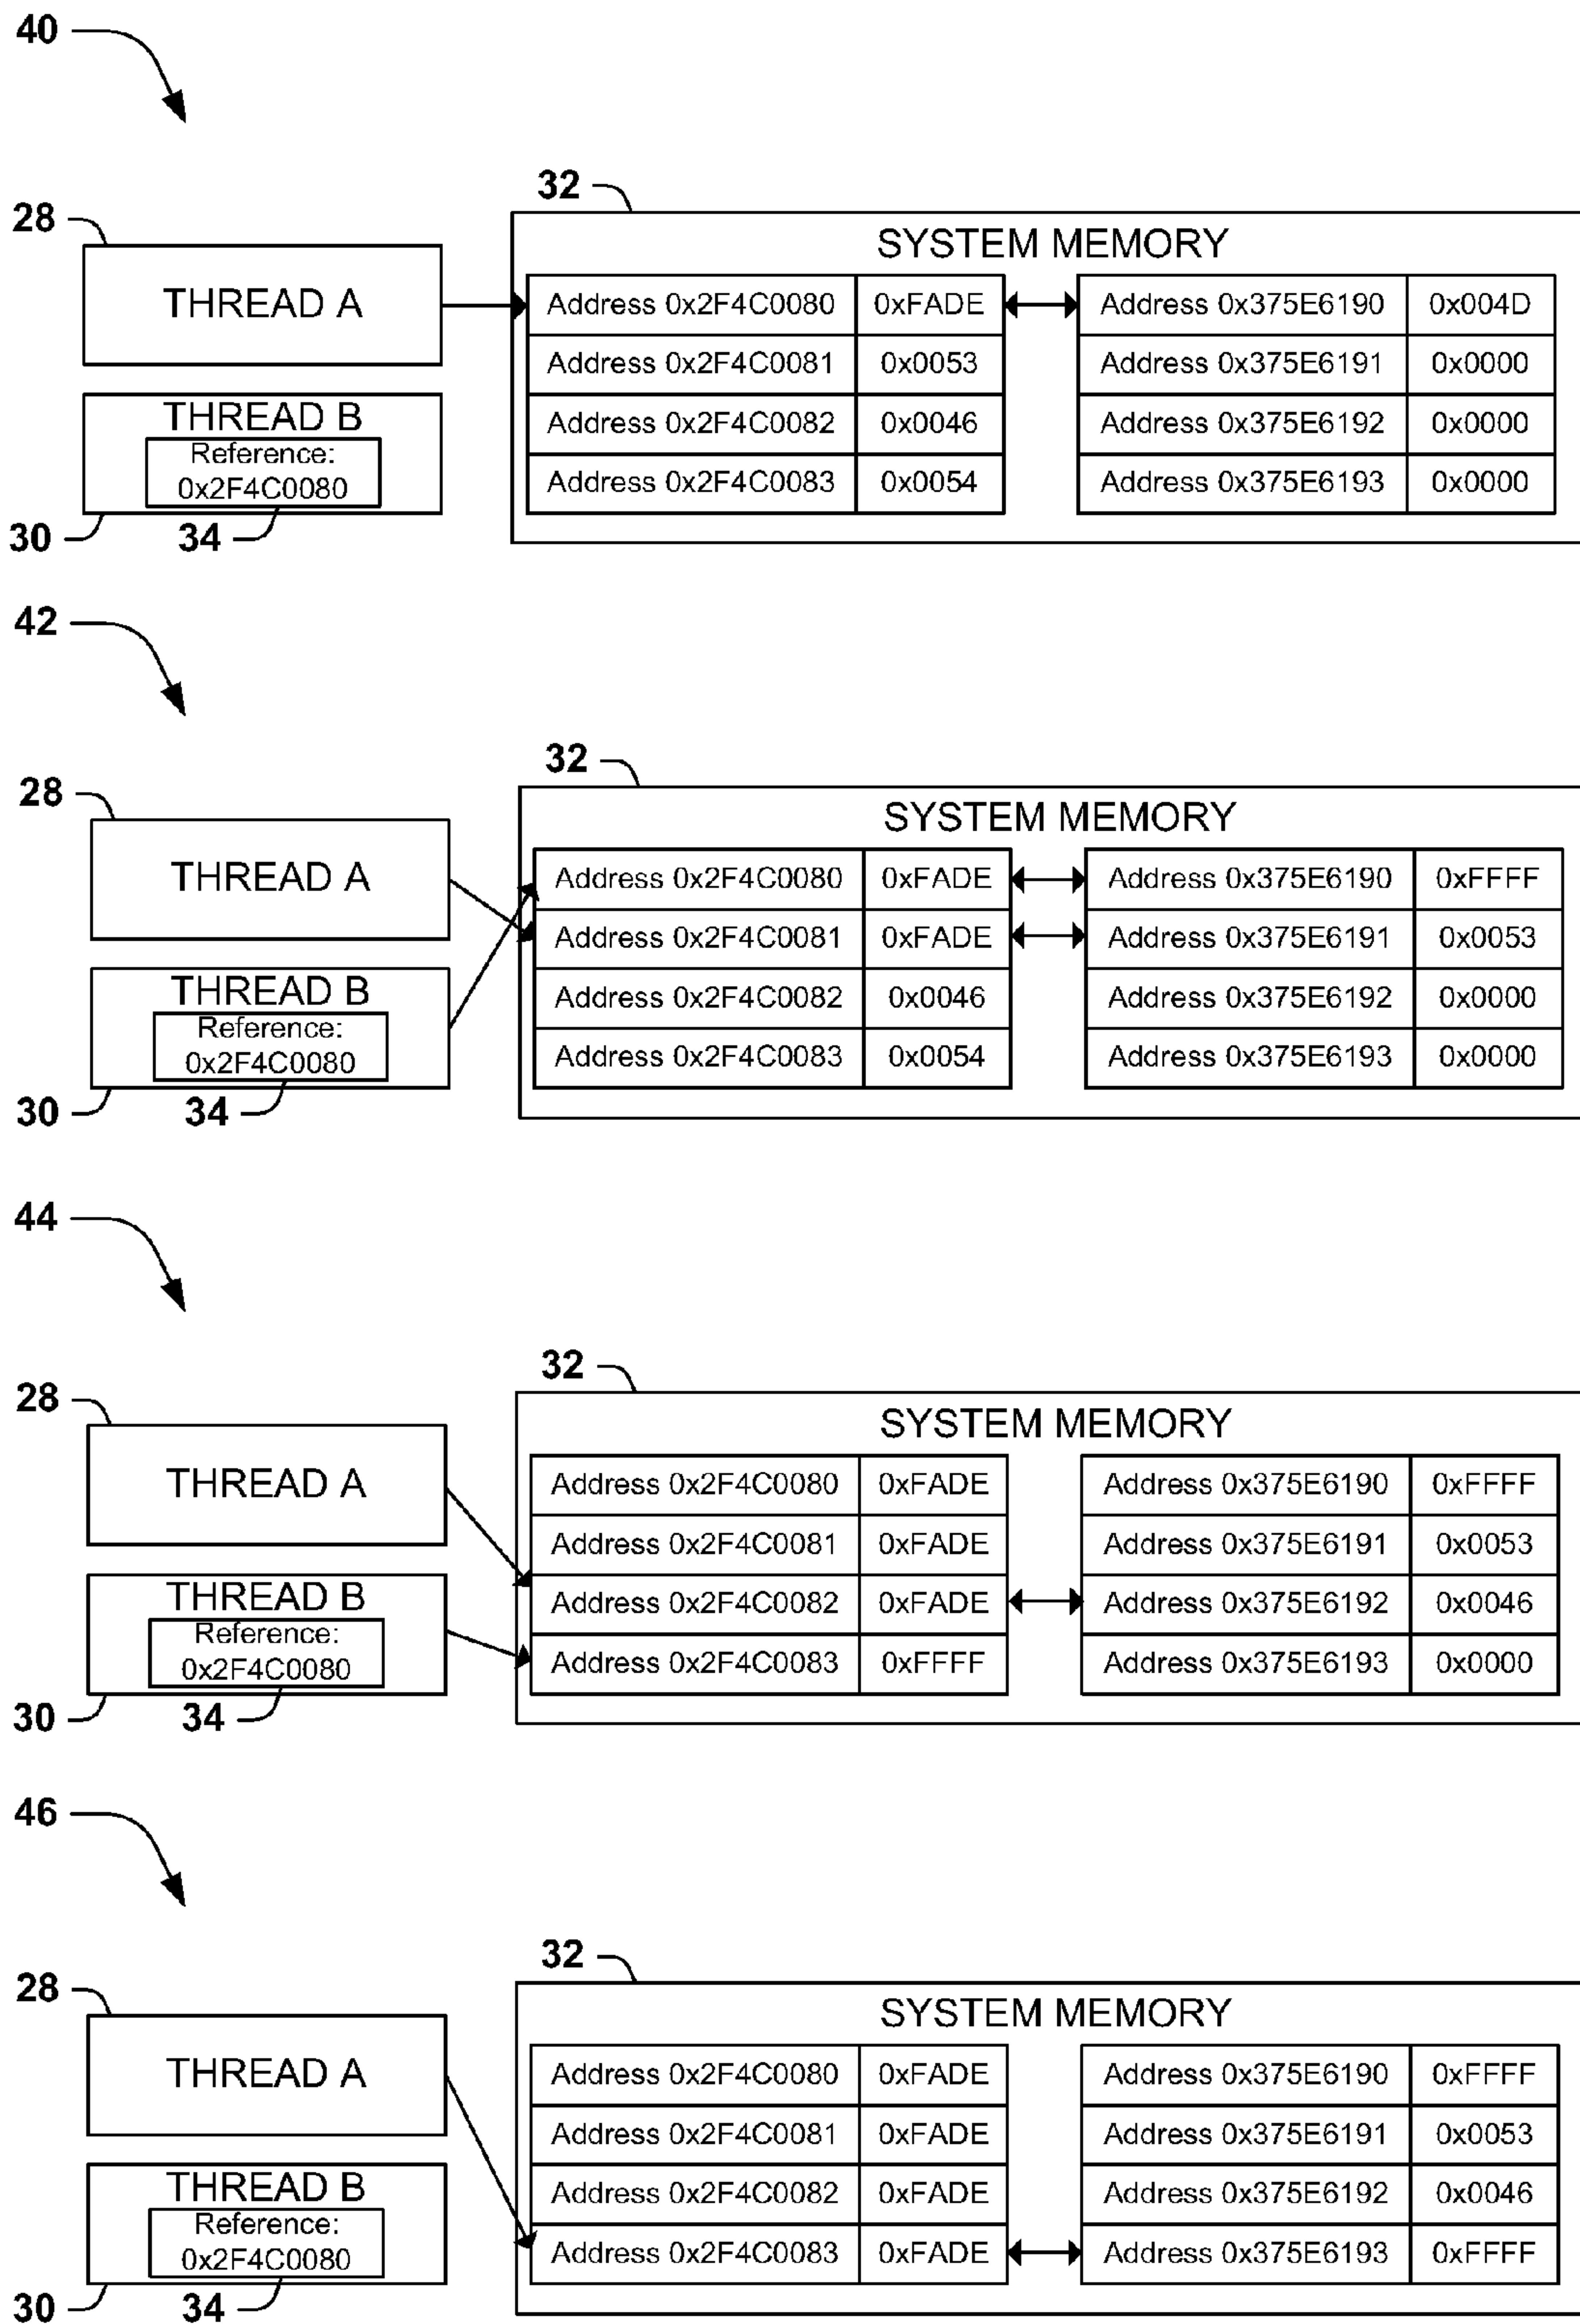 40
32
28
SYSTEM MEMORY
THREAD A
Address 0x2F4C0080 0xFADE Address 0x375E6190 0x004D
Address 0x2F4C0081 0x0053 Address 0x375E6191 0x0000
THREAD B
Address 0x2F4C0082 0x0046 Address 0x375E6192 0x0000
Reference:
0x2F4C0080
Address 0x2F4C0083 0x0054 Address 0x375E6193 0x0000
30 34
42
32
28
SYSTEM MEMORY
THREAD A
Address 0x2F4C0080 0xFADE Address 0x375E6190 0xFFFF
Address 0x2F4C0081 0xFADE Address 0x375E6191 0x0053
THREAD B
Address 0x2F4C0082 0x0046 Address 0x375E6192 0x0000
Reference:
0x2F4C0080
Address 0x2F4C0083 0x0054 Address 0x375E6193 0x0000
30 34
44
32
28
SYSTEM MEMORY
THREAD A
Address 0x2F4C0080 0xFADE Address 0x375E6190 0xFFFF
Address 0x2F4C0081 0xFADE Address 0x375E6191 0x0053
THREAD B
Address 0x2F4C0082 0xFADE Address 0x375E6192 0x0046
Reference:
0x2F4C0080
Address 0x2F4C0083 0xFFFF Address 0x375E6193 0x0000
30 34
46
32
28
SYSTEM MEMORY
THREAD A
Address 0x2F4C0080 0xFADE Address 0x375E6190 0xFFFF
Address 0x2F4C0081 0xFADE Address 0x375E6191 0x0053
THREAD B
Address 0x2F4C0082 0xFADE Address 0x375E6192 0x0046
Reference:
0x2F4C0080
Address 0x2F4C0083 0xFADE Address 0x375E6193 0xFFFF
30 34